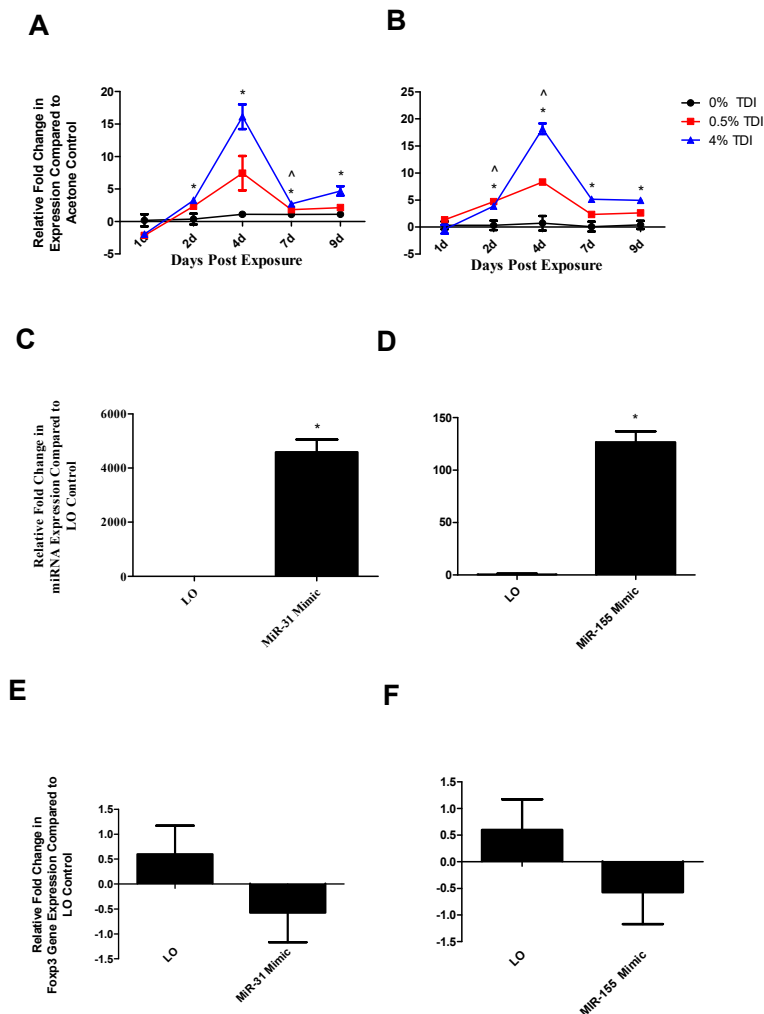 A
B
Relative Fold Change in
Expression Compared to
Acetone Control
20
15
10
5
0
-5
*
*
^
*
*
1d
2d
4d
7d
9d
Days Post Exposure
25
20
15
10
5
0
-5
^
*
^
*
*
*
1d
2d
4d
7d
9d
Days Post Exposure
0% TDI
0.5% TDI
4% TDI
C
D
Relative Fold Change in
miRNA Expression Compared to
LO Control
6000
4000
2000
0
*
LO
MiR-31 Mimic
150
100
50
0
*
LO
MiR-155 Mimic
E
F
Relative Fold Change in
Foxp3 Gene Expression Compared to
LO Control
1.5
1.0
0.5
0.0
-0.5
-1.0
-1.5
LO
MiR-31 Mimic
1.5
1.0
0.5
0.0
-0.5
-1.0
-1.5
LO
MIR-155 Mimic